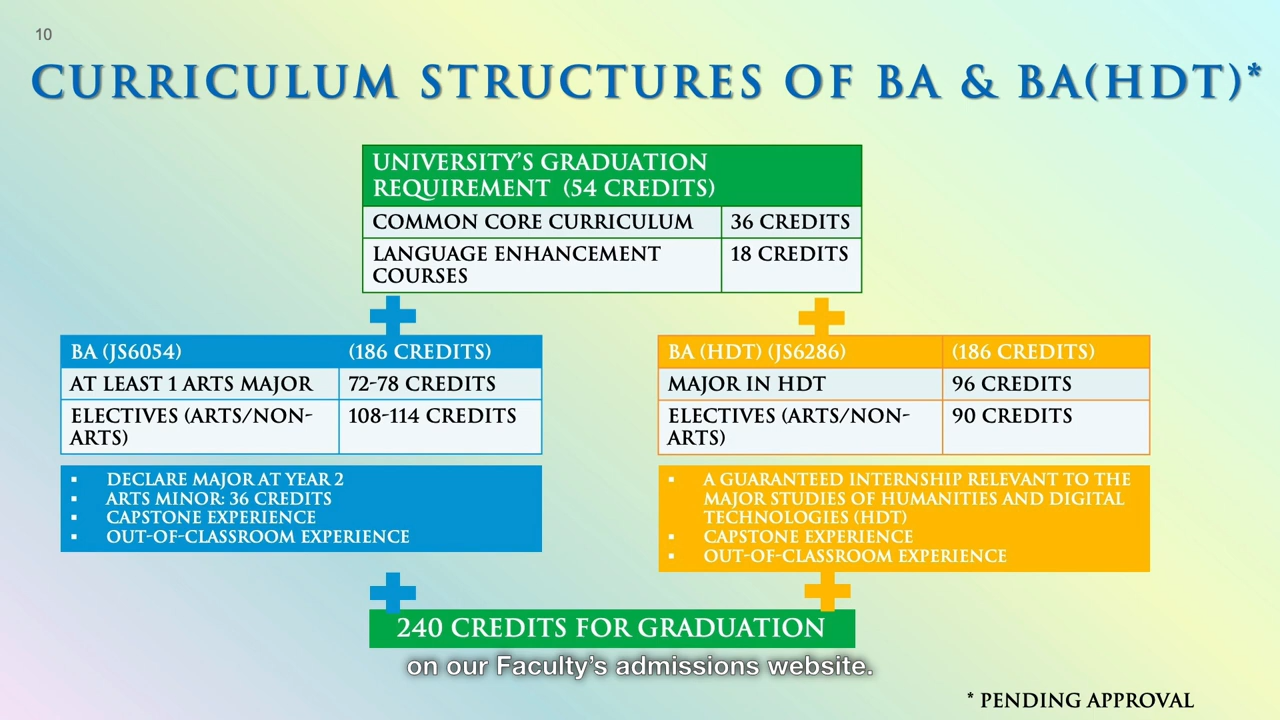 10
CURRICULUM STRUCTURES OF BA & BA(HDT)*
UNIVERSITY'S GRADUATION
REQUIREMENT (54 CREDITS)
COMMON CORE CURRICULUM 36 CREDITS
LANGUAGE ENHANCEMENT 18 CREDITS
COURSES
BA (JS6054) (186 CREDITS)
AT LEAST 1 ARTS MAJOR 72-78 CREDITS
ELECTIVES (ARTS/NON- 108-114 CREDITS
ARTS)
▪ DECLARE MAJOR AT YEAR 2
▪ ARTS MINOR: 36 CREDITS
▪ CAPSTONE EXPERIENCE
▪ OUT-OF-CLASSROOM EXPERIENCE
BA (HDT) (JS6286) (186 CREDITS)
MAJOR IN HDT 96 CREDITS
ELECTIVES (ARTS/NON- 90 CREDITS
ARTS)
▪ A GUARANTEED INTERNSHIP RELEVANT TO THE
MAJOR STUDIES OF HUMANITIES AND DIGITAL
TECHNOLOGIES (HDT)
▪ CAPSTONE EXPERIENCE
▪ OUT-OF-CLASSROOM EXPERIENCE
240 CREDITS FOR GRADUATION
on our Faculty's admissions website.
* PENDING APPROVAL